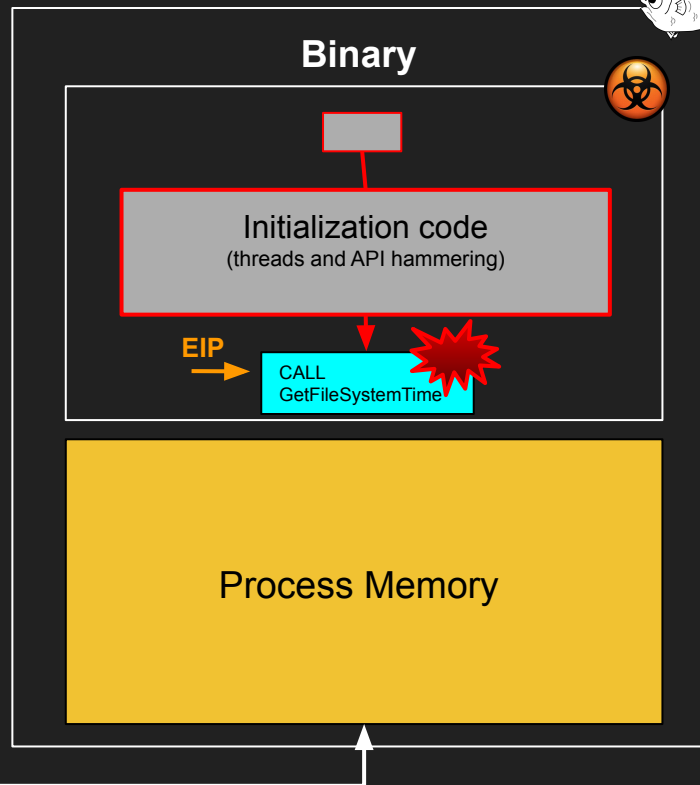 Binary
Initialization code
(threads and API hammering)
EIP
CALL
GetFileSystemTime
Process Memory